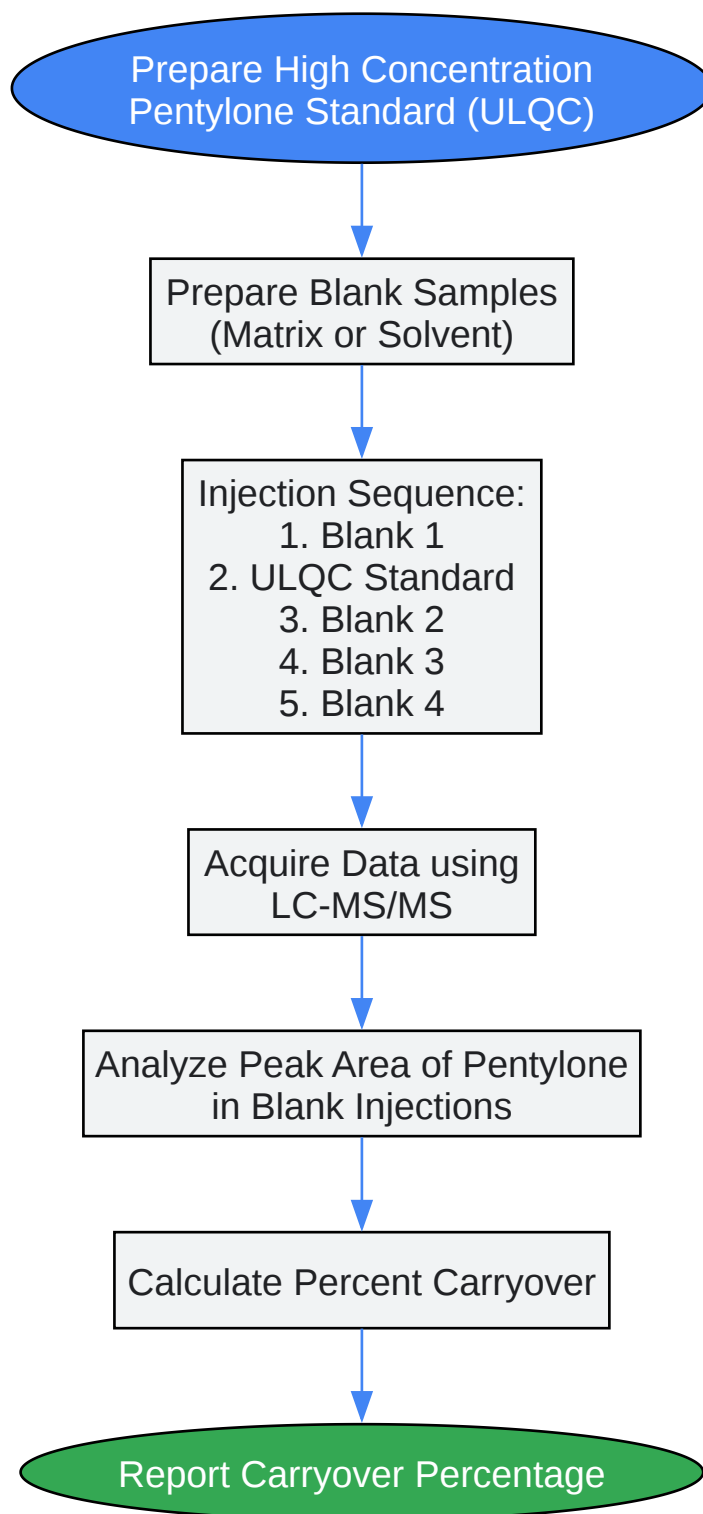 Prepare High Concentration
Pentylone Standard (ULQC)
Prepare Blank Samples
(Matrix or Solvent)
Injection Sequence:
1. Blank 1
2. ULQC Standard
3. Blank 2
4. Blank 3
5. Blank 4
Acquire Data using
LC-MS/MS
Analyze Peak Area of Pentylone
in Blank Injections
Calculate Percent Carryover
Report Carryover Percentage